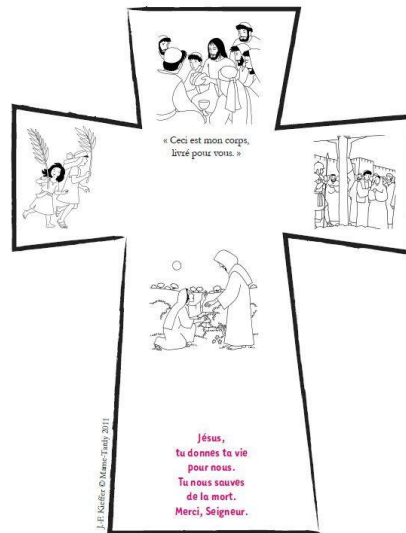 « Ceci est mon corps,
livré pour vous. »
Jésus,
tu donnes ta vie
pour nous.
Tu nous sauves
de la mort.
Merci, Seigneur.
J.-F. Kieffer © Mame-Tardy 2011